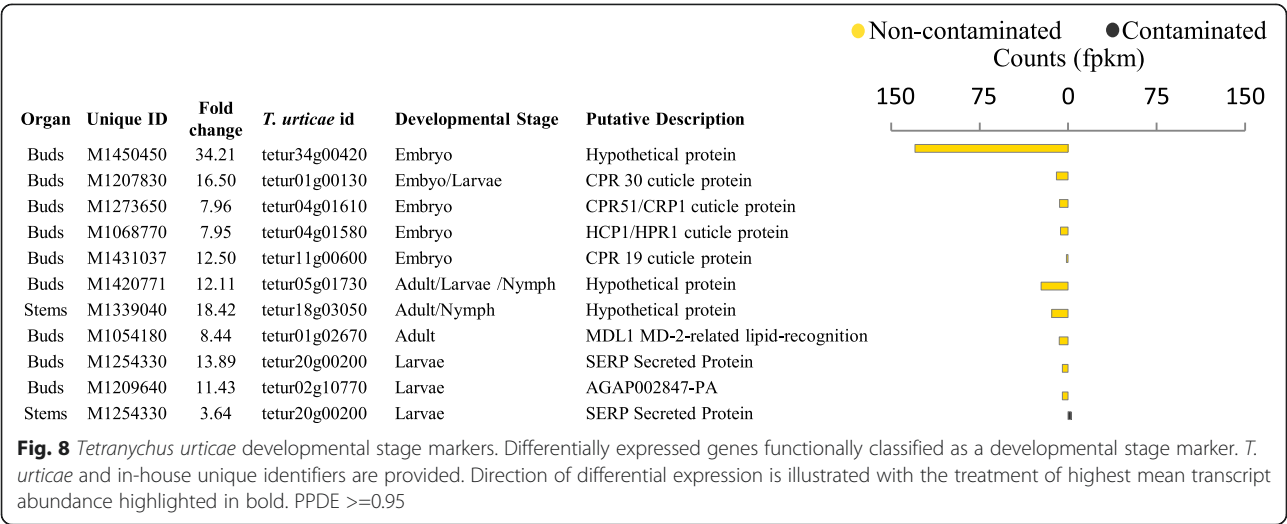 Non-contaminated Contaminated
Counts (fpkm)
150 75 0 75 150
Organ Unique ID Fold change T. urticae id Developmental Stage Putative Description
Buds M1450450 34.21 tetur34g00420 Embryo Hypothetical protein
Buds M1207830 16.50 tetur01g00130 Embyo/Larvae CPR 30 cuticle protein
Buds M1273650 7.96 tetur04g01610 Embryo CPR51/CRP1 cuticle protein
Buds M1068770 7.95 tetur04g01580 Embryo HCP1/HPR1 cuticle protein
Buds M1431037 12.50 tetur11g00600 Embryo CPR 19 cuticle protein
Buds M1420771 12.11 tetur05g01730 Adult/Larvae /Nymph Hypothetical protein
Stems M1339040 18.42 tetur18g03050 Adult/Nymph Hypothetical protein
Buds M1054180 8.44 tetur01g02670 Adult MDL1 MD-2-related lipid-recognition
Buds M1254330 13.89 tetur20g00200 Larvae SERP Secreted Protein
Buds M1209640 11.43 tetur02g10770 Larvae AGAP002847-PA
Stems M1254330 3.64 tetur20g00200 Larvae SERP Secreted Protein
Fig. 8 Tetranychus urticae developmental stage markers. Differentially expressed genes functionally classified as a developmental stage marker. T.
urticae and in-house unique identifiers are provided. Direction of differential expression is illustrated with the treatment of highest mean transcript
abundance highlighted in bold. PPDE >=0.95